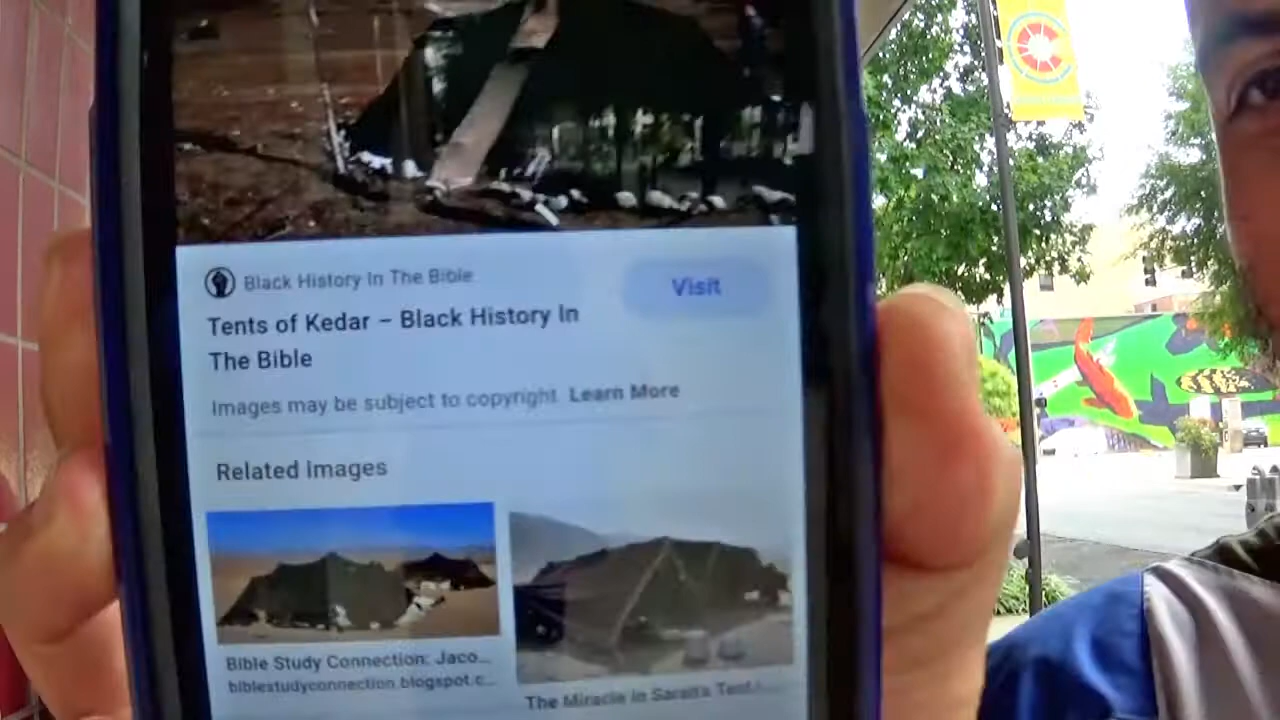 Black History In The Bible
Visit
Tents of Kedar – Black History In
The Bible
Images may be subject to copyright. Learn More
Related images
Bible Study Connection: Jaco...
biblestudyconnection.blogspot.c...
The Miracle in Sarah's Tent